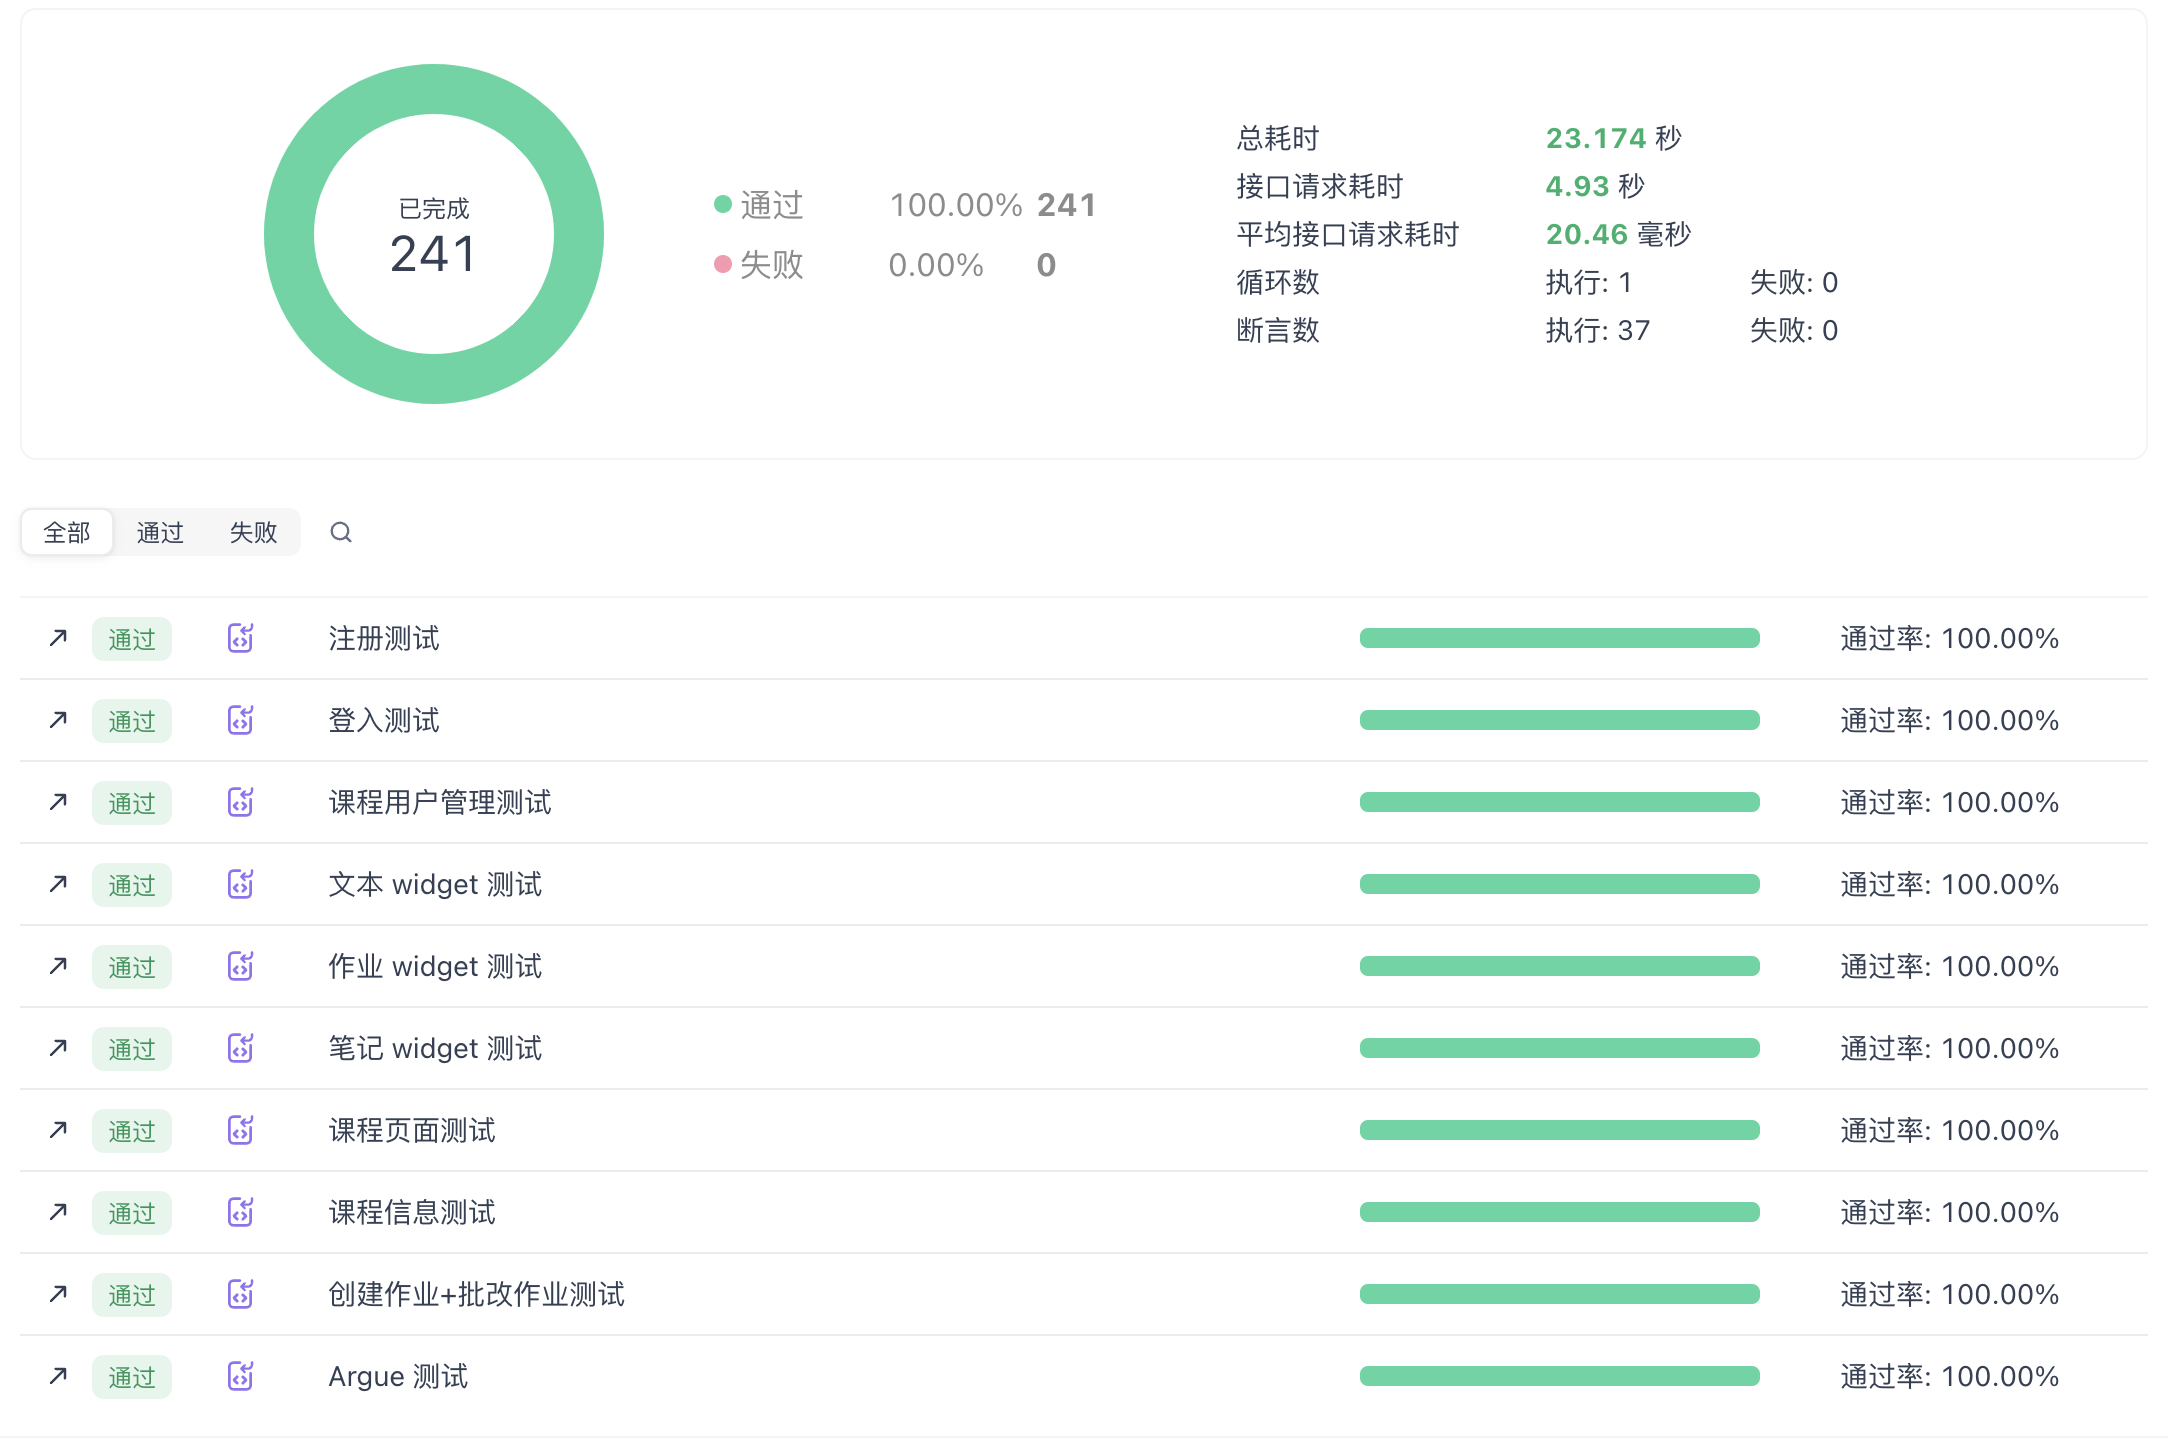 已完成
241
通过 100.00% 241
失败 0.00% 0
总耗时 23.174 秒
接口请求耗时 4.93 秒
平均接口请求耗时 20.46 毫秒
循环数 执行: 1 失败: 0
断言数 执行: 37 失败: 0
全部 通过 失败
通过 注册测试 通过率: 100.00%
通过 登入测试 通过率: 100.00%
通过 课程用户管理测试 通过率: 100.00%
通过 文本 widget 测试 通过率: 100.00%
通过 作业 widget 测试 通过率: 100.00%
通过 笔记 widget 测试 通过率: 100.00%
通过 课程页面测试 通过率: 100.00%
通过 课程信息测试 通过率: 100.00%
通过 创建作业+批改作业测试 通过率: 100.00%
通过 Argue 测试 通过率: 100.00%